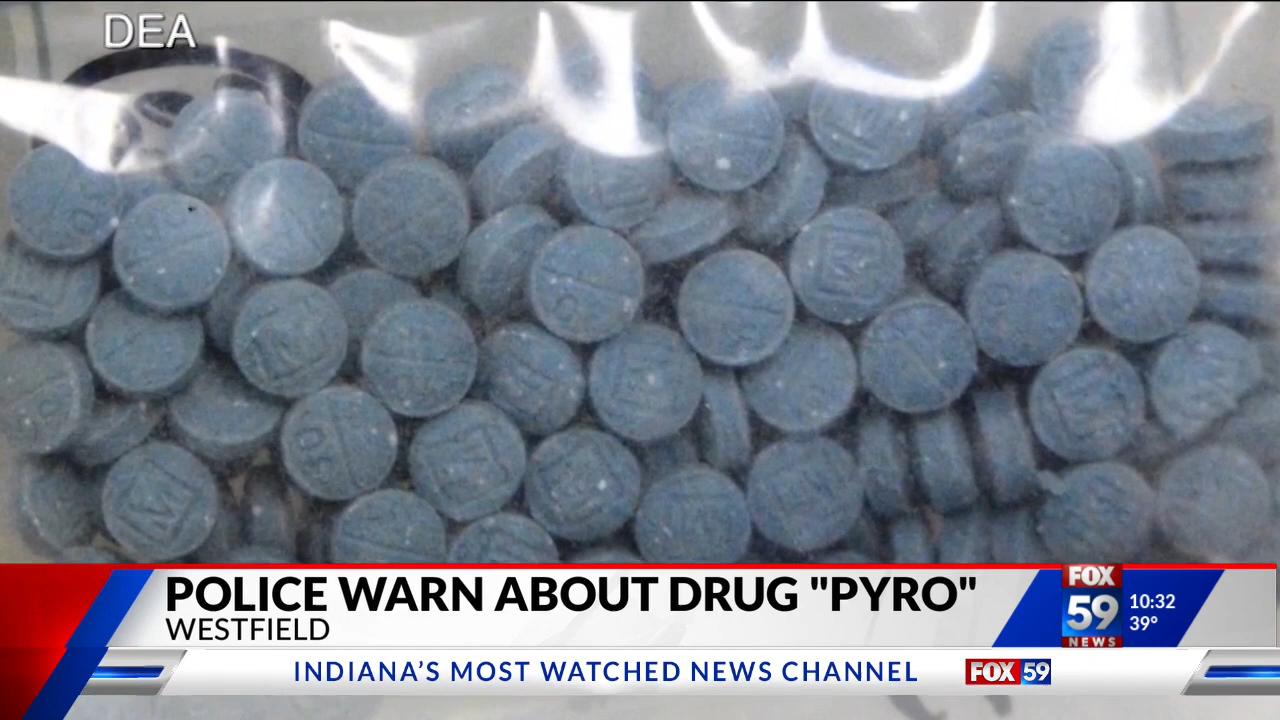 DEA
POLICE WARN ABOUT DRUG "PYRO"
WESTFIELD
FOX
59
NEWS
10:32
39°
INDIANA'S MOST WATCHED NEWS CHANNEL
FOX 59